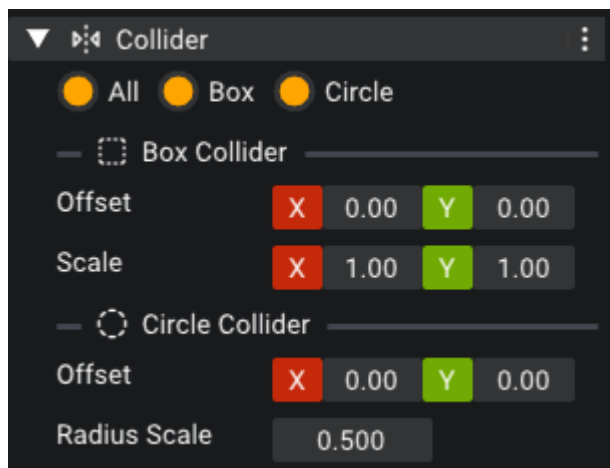 Collider
All Box Circle
Box Collider
Offset X 0.00 Y 0.00
Scale X 1.00 Y 1.00
Circle Collider
Offset X 0.00 Y 0.00
Radius Scale 0.500